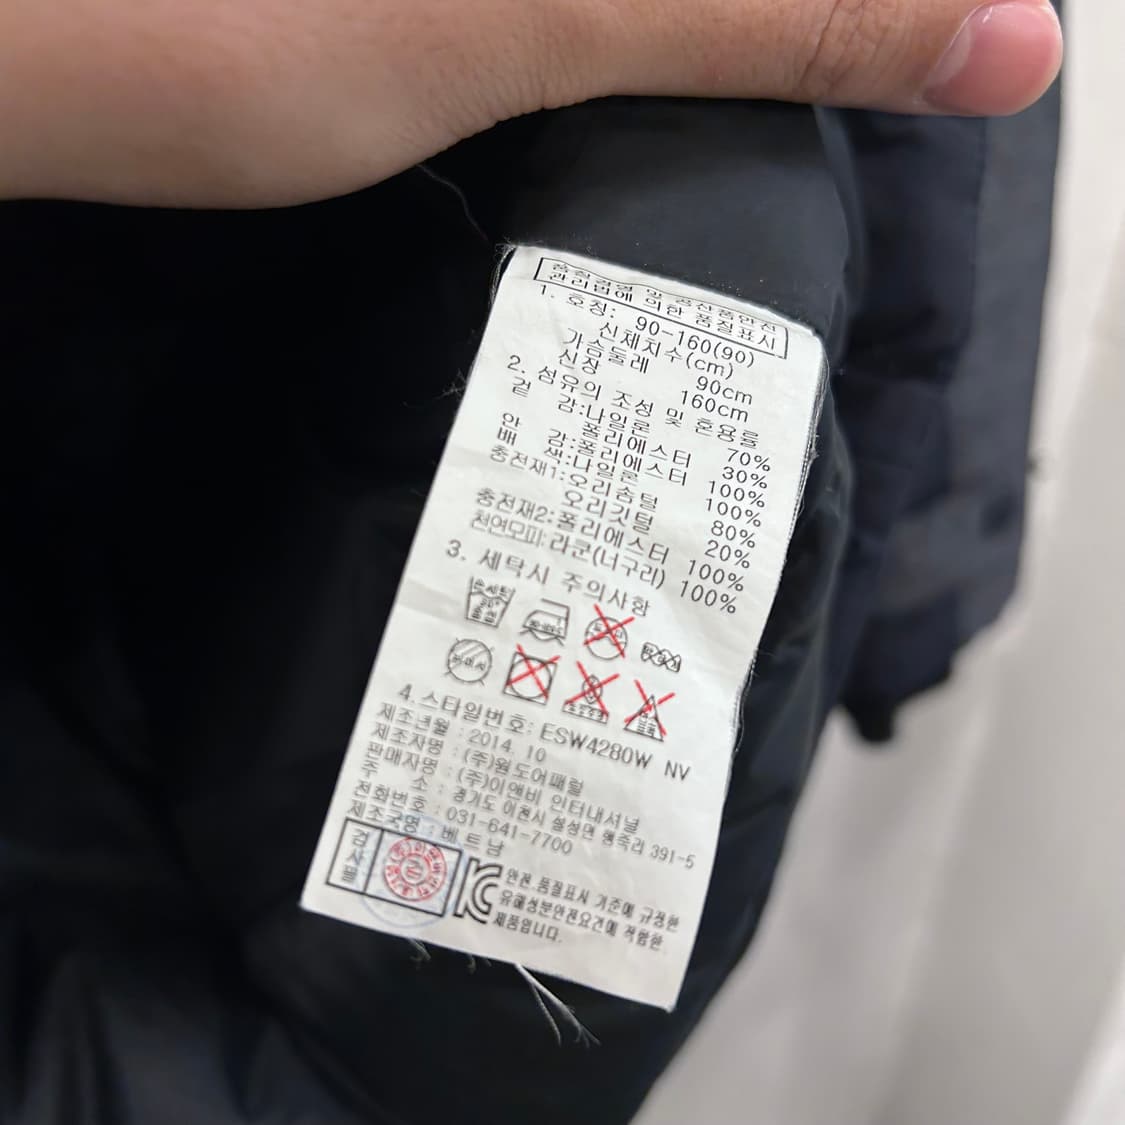 품질경영 및 공산품안전
관리법에 의한 품질표시
1. 호칭: 90-160(90)
신체치수(cm)
가슴둘레 90cm
신장 160cm
2. 섬유의 조성 및 혼용률
겉 감:나일론 70%
폴리에스터 30%
안 감:폴리에스터 100%
배 색:나일론 100%
충전재1:오리솜털 80%
오리깃털 20%
충전재2:폴리에스터 100%
천연모피:라쿤(너구리) 100%
3. 세탁시 주의사항
4.스타일번호: ESW4280W NV
제조년월 : 2014. 10
제조자명 : (주)원도어패럴
판매자명 : (주)이앤비 인터내셔널
주 소 : 경기도 이천시 설성면 행죽리 391-5
전화번호 : 031-641-7700
제조국명 : 베트남
검사필
안전.품질표시 기준에 규정한
유해성분안전요건에 적합한
제품입니다.